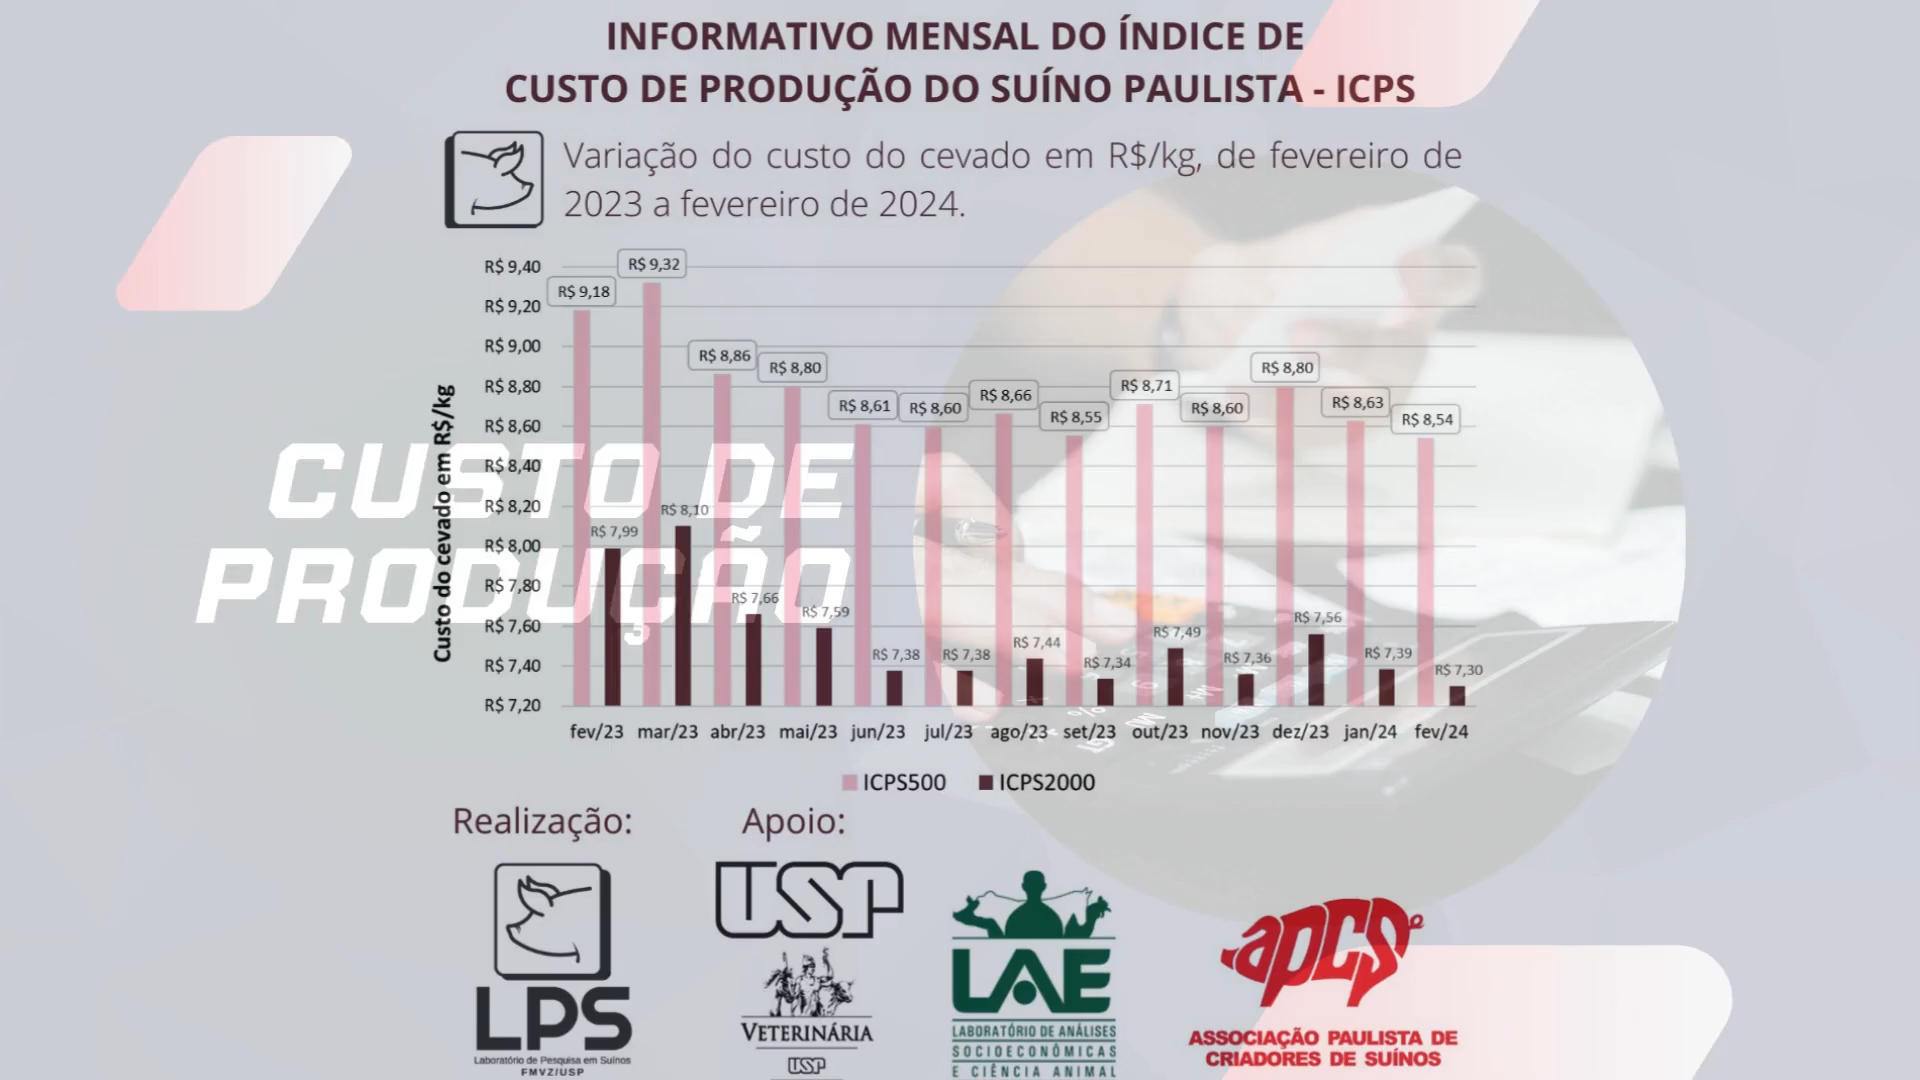 INFORMATIVO MENSAL DO ÍNDICE DE
CUSTO DE PRODUÇÃO DO SUÍNO PAULISTA - ICPS
Variação do custo do cevado em R$/kg, de fevereiro de
2023 a fevereiro de 2024.
Custo do cevado em R$/kg
R$ 9,40
R$ 9,20
R$ 9,00
R$ 8,80
R$ 8,60
R$ 8,40
R$ 8,20
R$ 8,00
R$ 7,80
R$ 7,60
R$ 7,40
R$ 7,20
R$ 9,18
R$ 9,32
R$ 8,86
R$ 8,80
R$ 8,61
R$ 8,60
R$ 8,66
R$ 8,55
R$ 8,71
R$ 8,60
R$ 8,80
R$ 8,63
R$ 8,54
R$ 7,99
R$ 8,10
R$ 7,66
R$ 7,59
R$ 7,38
R$ 7,38
R$ 7,44
R$ 7,34
R$ 7,49
R$ 7,36
R$ 7,56
R$ 7,39
R$ 7,30
CUSTO DE
PRODUÇÃO
fev/23 mar/23 abr/23 mai/23 jun/23 jul/23 ago/23 set/23 out/23 nov/23 dez/23 jan/24 fev/24
ICPS500 ICPS2000
Realização: Apoio:
LPS
Laboratório de Pesquisa em Suínos
FMVZ/USP
USP
VETERINÁRIA
USP
LAE
LABORATÓRIO DE ANÁLISES
SOCIOECONÔMICAS
E CIÊNCIA ANIMAL
apcs
ASSOCIAÇÃO PAULISTA DE
CRIADORES DE SUÍNOS